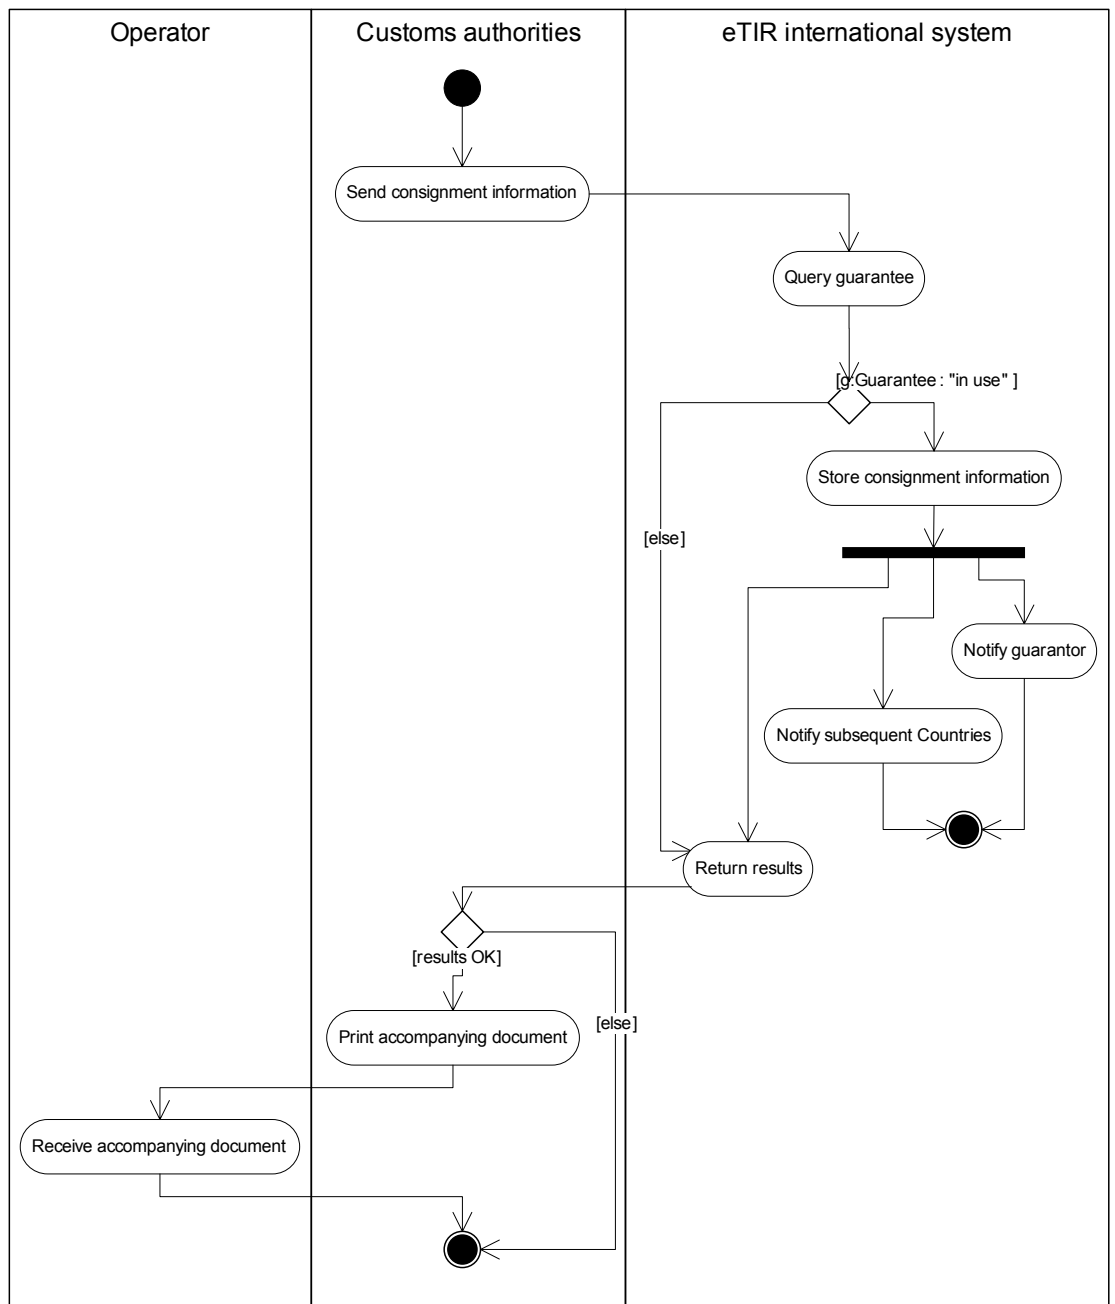 Operator
Customs authorities
eTIR international system
Send consignment information
Query guarantee
[g:Guarantee : "in use" ]
Store consignment information
[else]
Notify guarantor
Notify subsequent Countries
Return results
[results OK]
[else]
Print accompanying document
Receive accompanying document